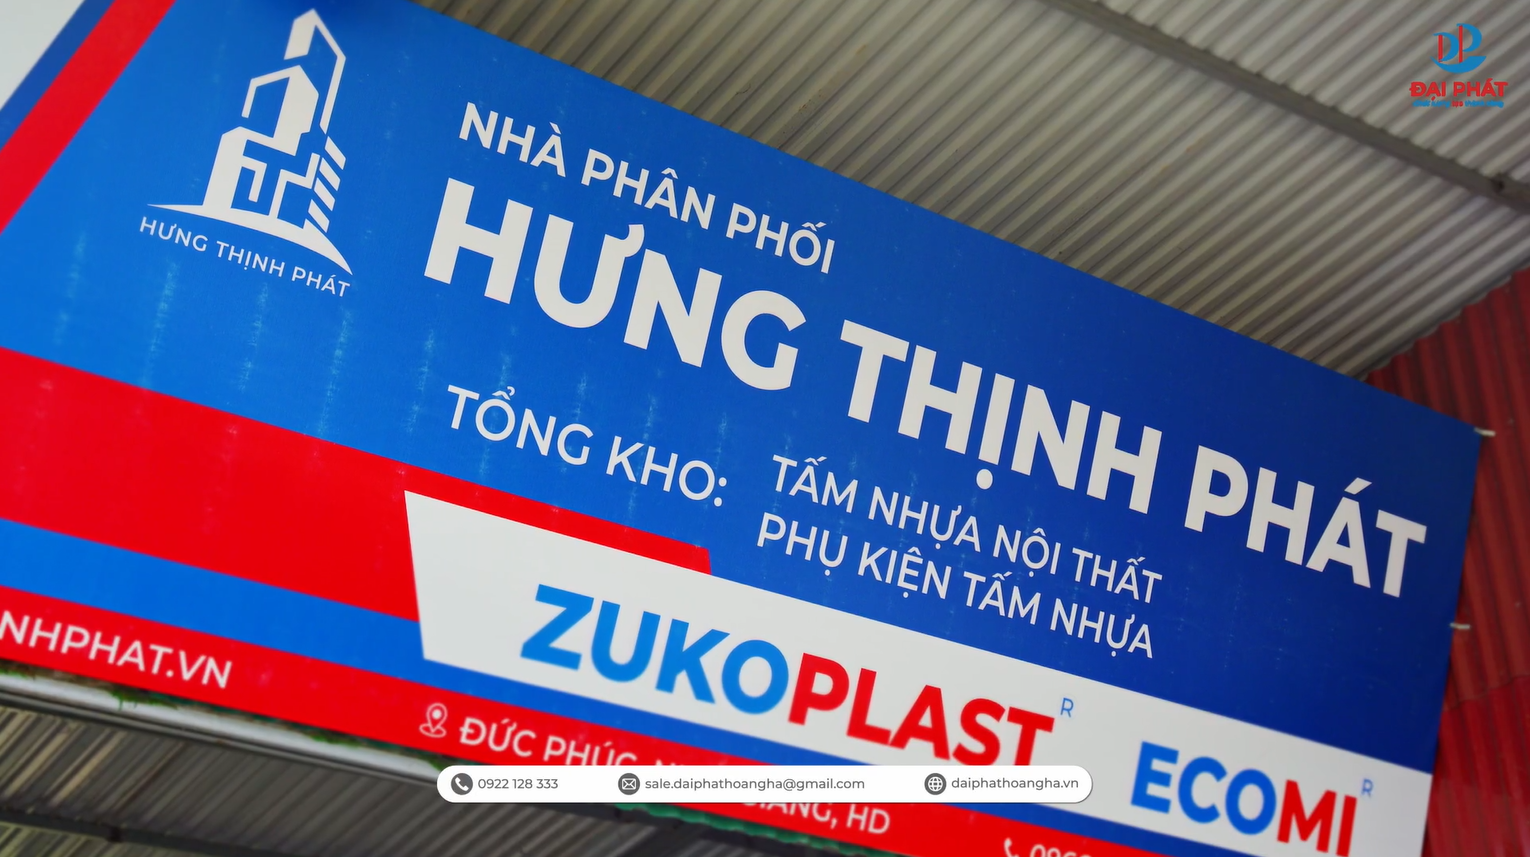 ĐẠI PHÁT
NHÀ PHÂN PHỐI
HƯNG THỊNH PHÁT
HƯNG THỊNH PHÁT
TỔNG KHO:
TẤM NHỰA NỘI THẤT
PHỤ KIỆN TẤM NHỰA
ZUKOPLAST R
ECOMI R
NHPHAT.VN
ĐỨC PHÚC, GIANG, HD
0922 128 333
sale.daiphathoangha@gmail.com
daiphathoangha.vn